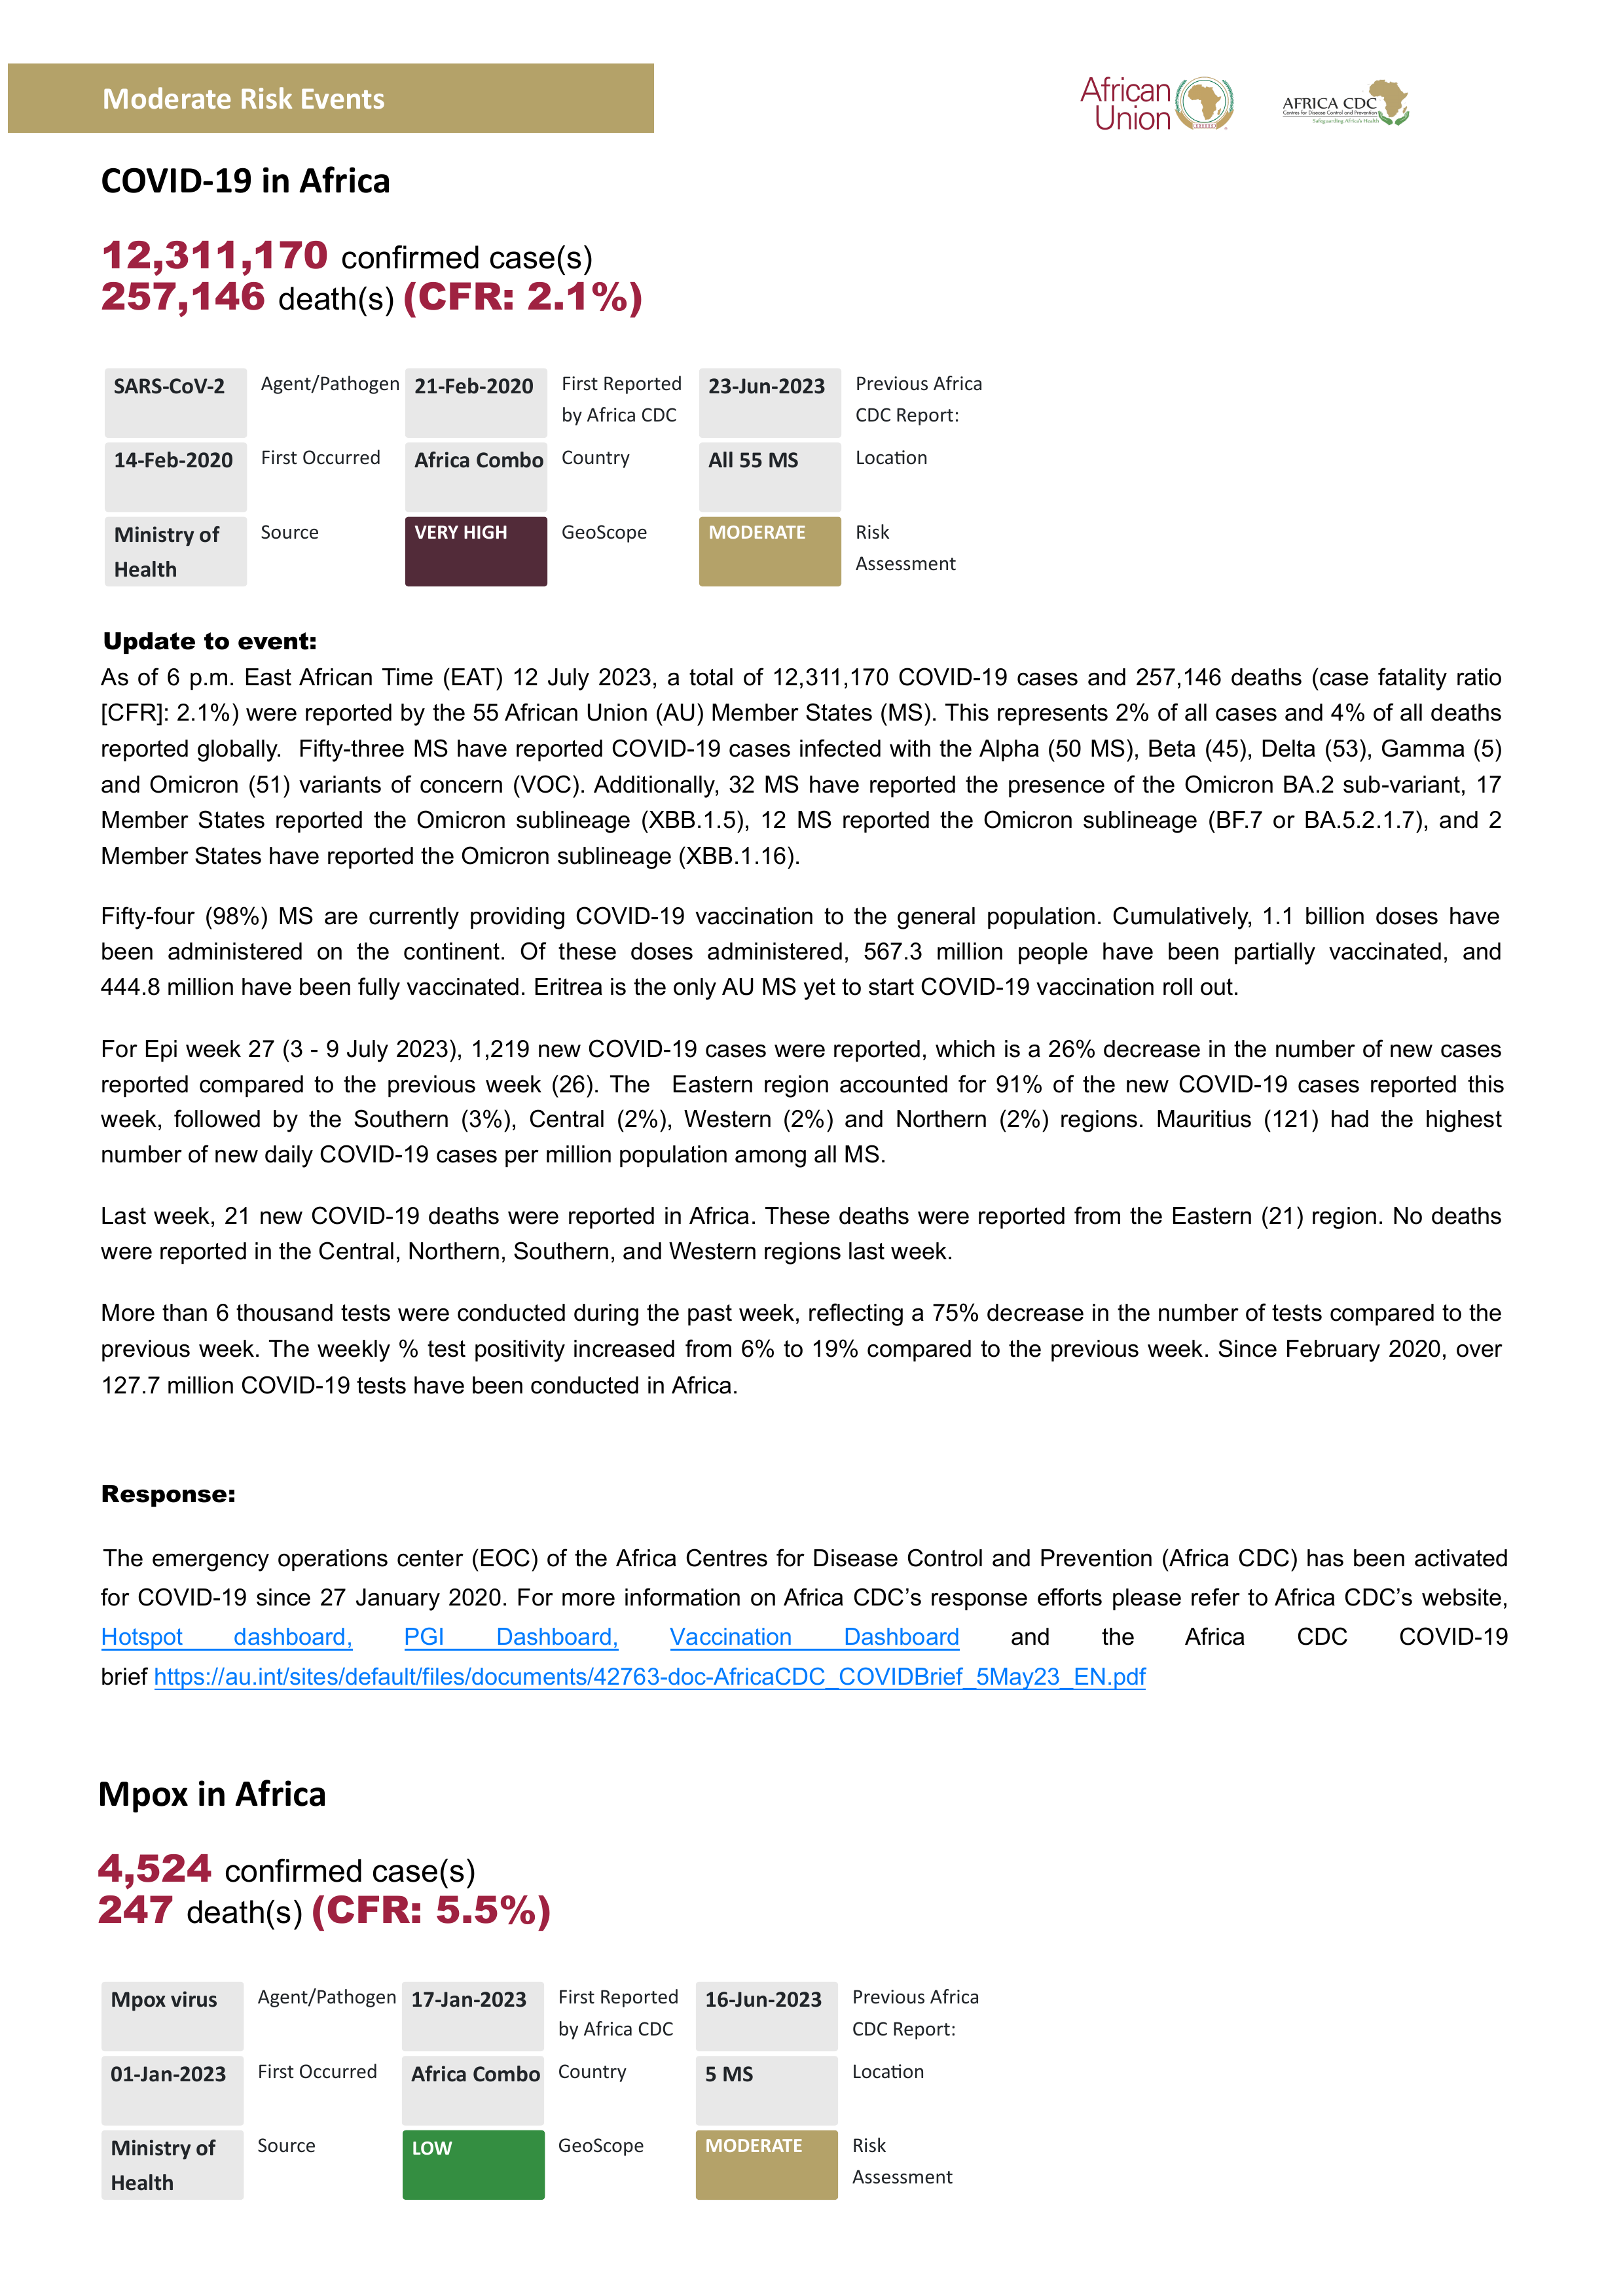 Moderate Risk Events
African
Union
AFRICA CDC
Centres for Disease Control and Prevention
Safeguarding Africa's Health
COVID-19 in Africa
12,311,170 confirmed case(s)
257,146 death(s) (CFR: 2.1%)
SARS-CoV-2 Agent/Pathogen 21-Feb-2020 First Reported 23-Jun-2023 Previous Africa
by Africa CDC CDC Report:
14-Feb-2020 First Occurred Africa Combo Country All 55 MS Location
Ministry of Source VERY HIGH GeoScope MODERATE Risk
Health Assessment
Update to event:
As of 6 p.m. East African Time (EAT) 12 July 2023, a total of 12,311,170 COVID-19 cases and 257,146 deaths (case fatality ratio
[CFR]: 2.1%) were reported by the 55 African Union (AU) Member States (MS). This represents 2% of all cases and 4% of all deaths
reported globally. Fifty-three MS have reported COVID-19 cases infected with the Alpha (50 MS), Beta (45), Delta (53), Gamma (5)
and Omicron (51) variants of concern (VOC). Additionally, 32 MS have reported the presence of the Omicron BA.2 sub-variant, 17
Member States reported the Omicron sublineage (XBB.1.5), 12 MS reported the Omicron sublineage (BF.7 or BA.5.2.1.7), and 2
Member States have reported the Omicron sublineage (XBB.1.16).
Fifty-four (98%) MS are currently providing COVID-19 vaccination to the general population. Cumulatively, 1.1 billion doses have
been administered on the continent. Of these doses administered, 567.3 million people have been partially vaccinated, and
444.8 million have been fully vaccinated. Eritrea is the only AU MS yet to start COVID-19 vaccination roll out.
For Epi week 27 (3 - 9 July 2023), 1,219 new COVID-19 cases were reported, which is a 26% decrease in the number of new cases
reported compared to the previous week (26). The Eastern region accounted for 91% of the new COVID-19 cases reported this
week, followed by the Southern (3%), Central (2%), Western (2%) and Northern (2%) regions. Mauritius (121) had the highest
number of new daily COVID-19 cases per million population among all MS.
Last week, 21 new COVID-19 deaths were reported in Africa. These deaths were reported from the Eastern (21) region. No deaths
were reported in the Central, Northern, Southern, and Western regions last week.
More than 6 thousand tests were conducted during the past week, reflecting a 75% decrease in the number of tests compared to the
previous week. The weekly % test positivity increased from 6% to 19% compared to the previous week. Since February 2020, over
127.7 million COVID-19 tests have been conducted in Africa.
Response:
The emergency operations center (EOC) of the Africa Centres for Disease Control and Prevention (Africa CDC) has been activated
for COVID-19 since 27 January 2020. For more information on Africa CDC’s response efforts please refer to Africa CDC’s website,
Hotspot dashboard, PGI Dashboard, Vaccination Dashboard and the Africa CDC COVID-19
brief https://au.int/sites/default/files/documents/42763-doc-AfricaCDC_COVIDBrief_5May23_EN.pdf
Mpox in Africa
4,524 confirmed case(s)
247 death(s) (CFR: 5.5%)
Mpox virus Agent/Pathogen 17-Jan-2023 First Reported 16-Jun-2023 Previous Africa
by Africa CDC CDC Report:
01-Jan-2023 First Occurred Africa Combo Country 5 MS Location
Ministry of Source LOW GeoScope MODERATE Risk
Health Assessment